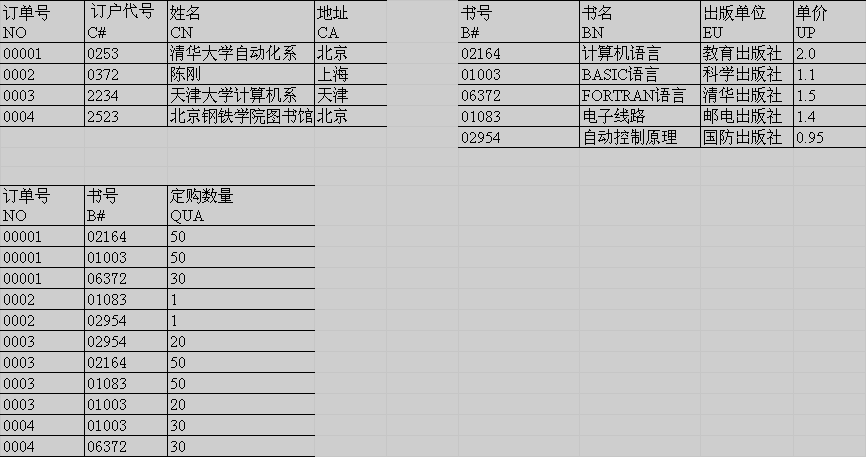 订单号 订户代号 姓名 地址
NO C# CN CA
00001 0253 清华大学自动化系 北京
0002 0372 陈刚 上海
0003 2234 天津大学计算机系 天津
0004 2523 北京钢铁学院图书馆 北京
书号 书名 出版单位 单价
B# BN EU UP
02164 计算机语言 教育出版社 2.0
01003 BASIC语言 科学出版社 1.1
06372 FORTRAN语言 清华出版社 1.5
01083 电子线路 邮电出版社 1.4
02954 自动控制原理 国防出版社 0.95
订单号 书号 定购数量
NO B# QUA
00001 02164 50
00001 01003 50
00001 06372 30
0002 01083 1
0002 02954 1
0003 02954 20
0003 02164 50
0003 01083 50
0003 01003 20
0004 01003 30
0004 06372 30